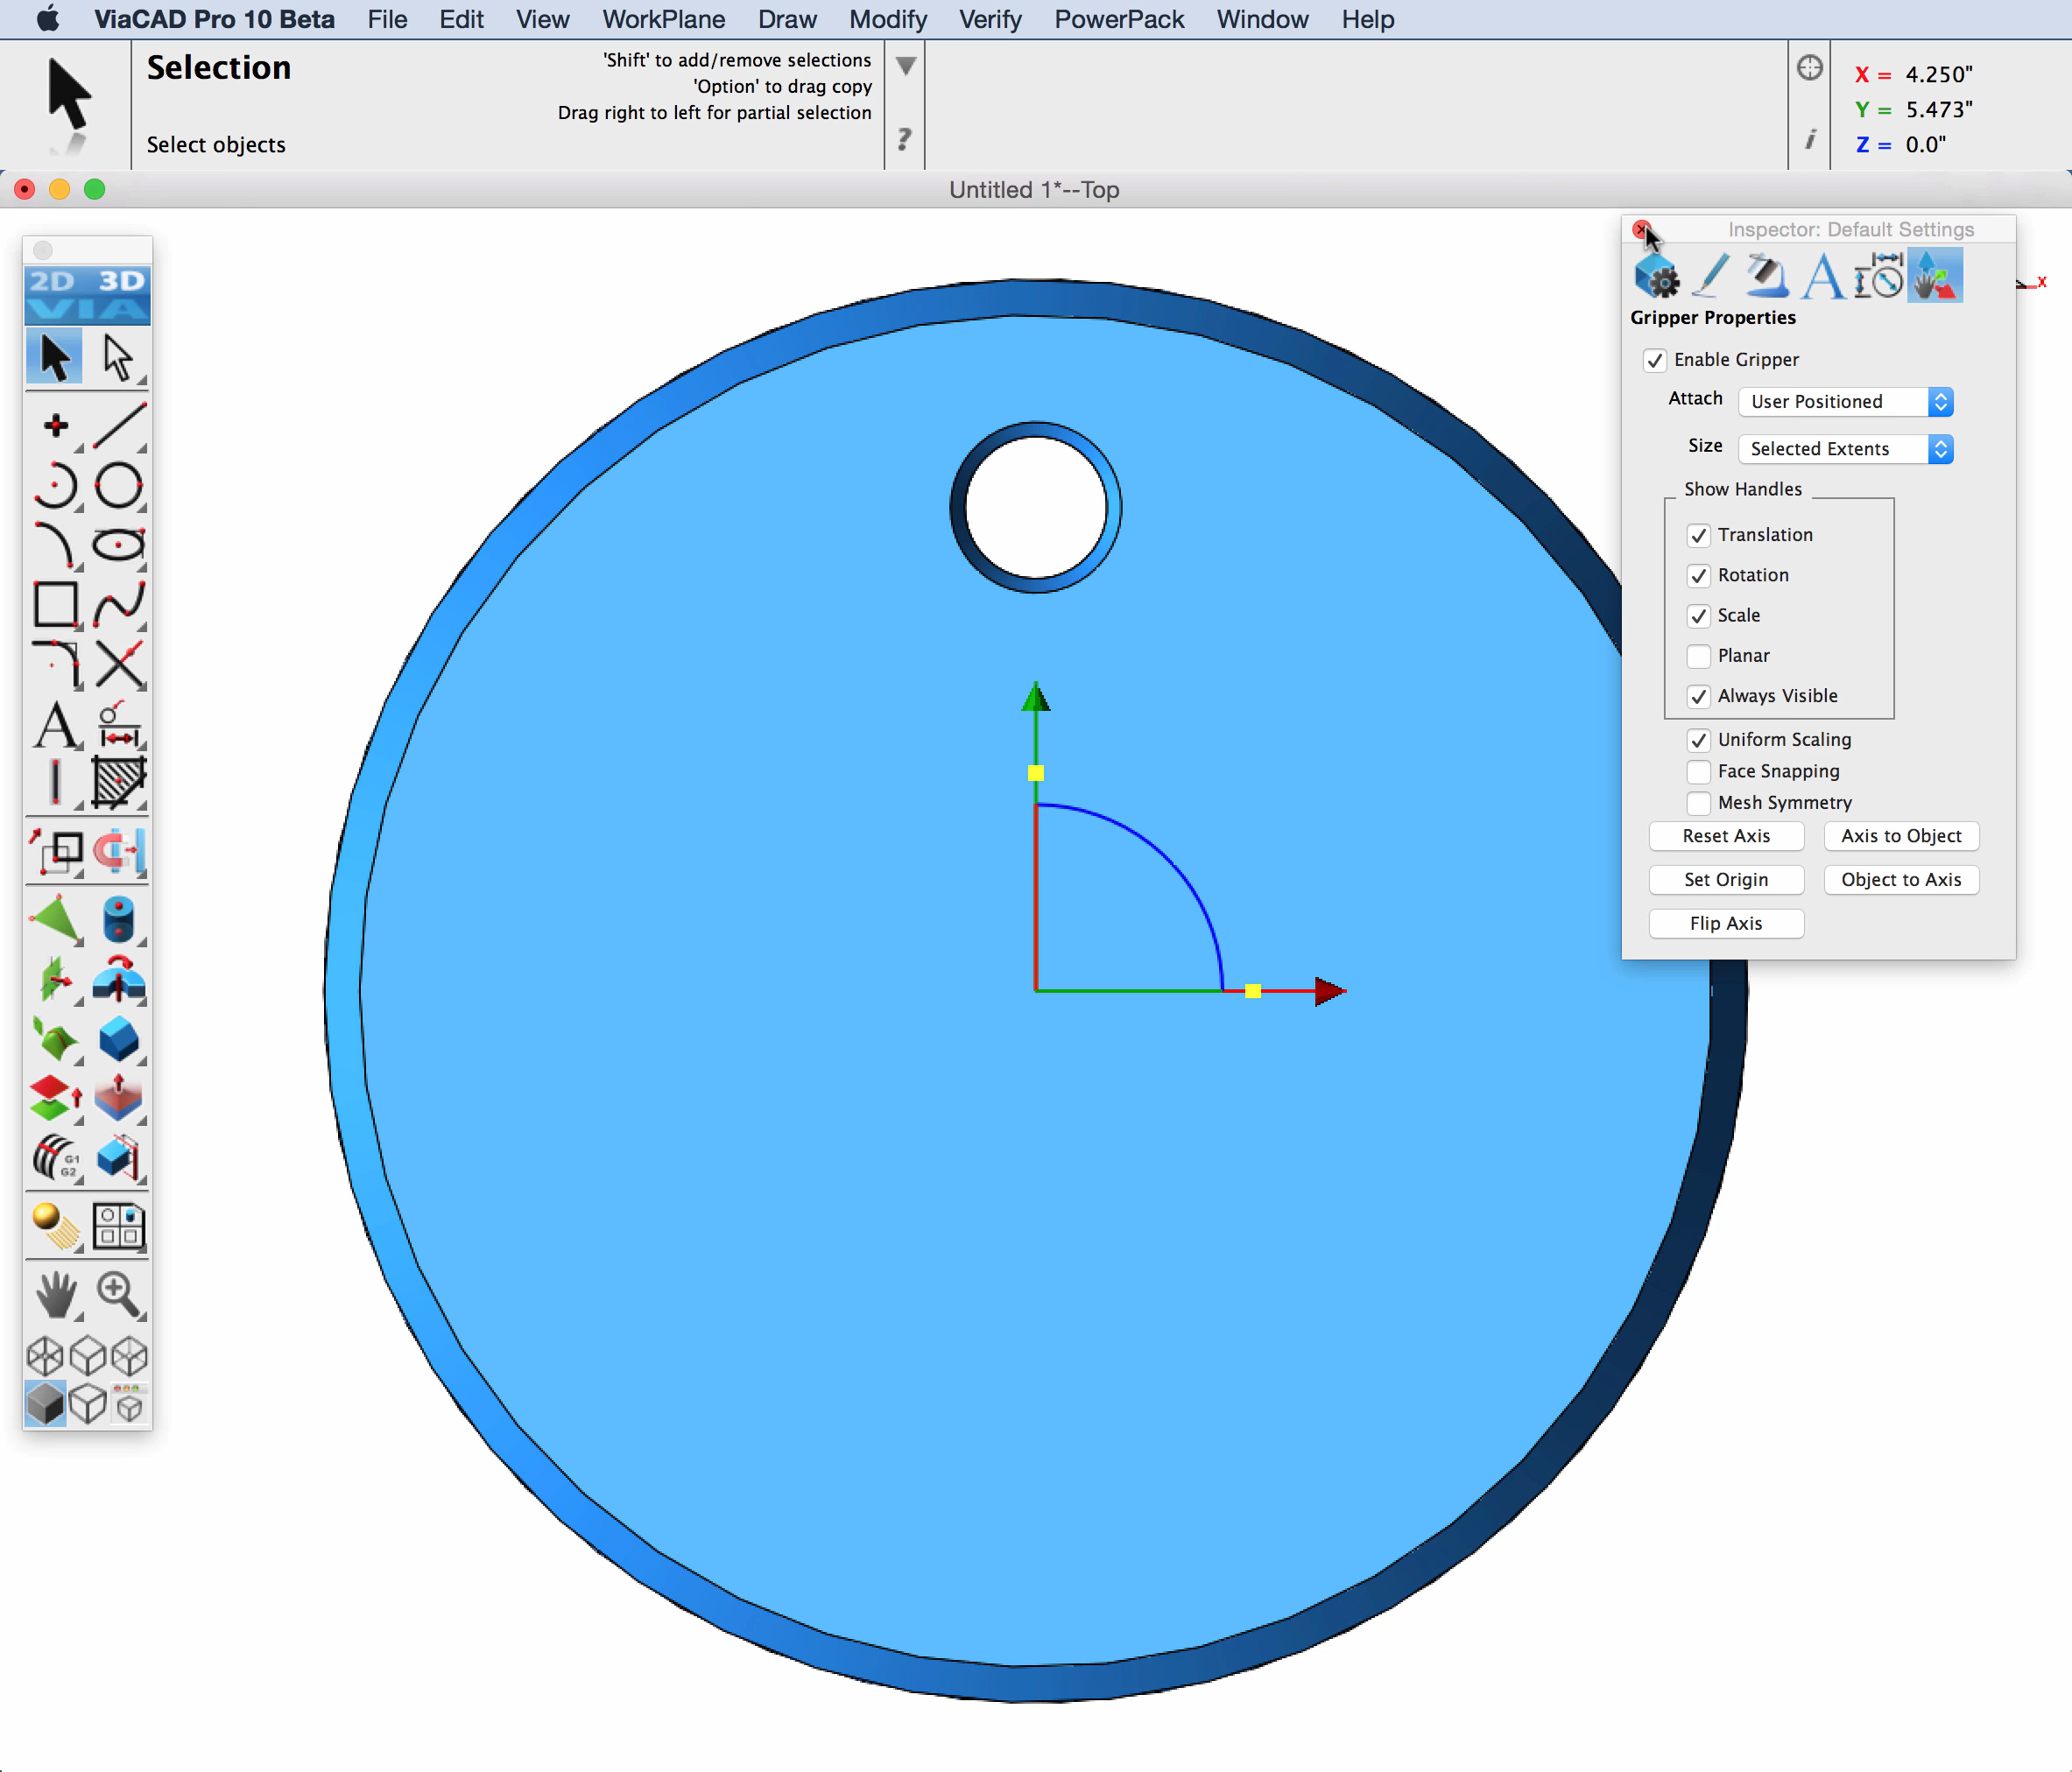 ViaCAD Pro 10 Beta File Edit View WorkPlane Draw Modify Verify PowerPack Window Help
Selection
'Shift' to add/remove selections
'Option' to drag copy
Drag right to left for partial selection
Select objects
?
i
X = 4.250"
Y = 5.473"
Z = 0.0"
Untitled 1*--Top
2D 3D
VIA
A
G1
G2
Inspector: Default Settings
A
X
Gripper Properties
Enable Gripper
Attach User Positioned
Size Selected Extents
Show Handles
Translation
Rotation
Scale
Planar
Always Visible
Uniform Scaling
Face Snapping
Mesh Symmetry
Reset Axis Axis to Object
Set Origin Object to Axis
Flip Axis